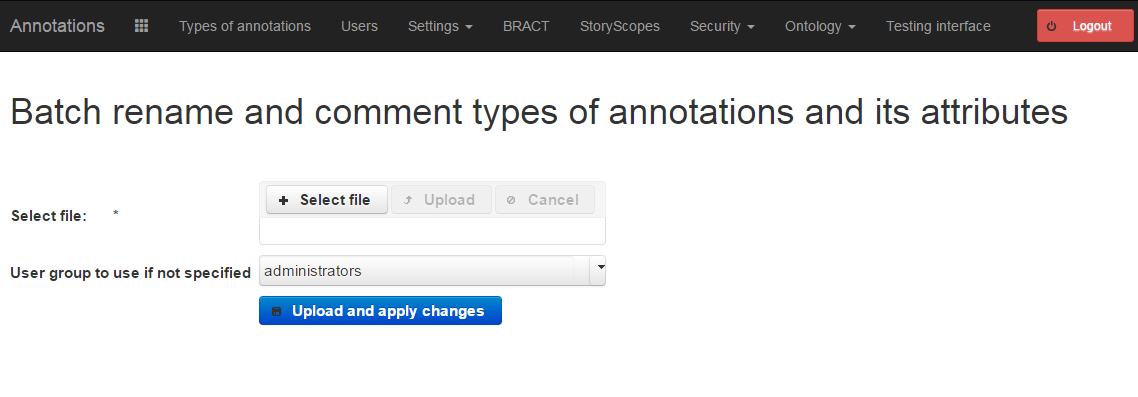 Annotations Types of annotations Users Settings BRACT StoryScopes Security Ontology Testing interface Logout
Batch rename and comment types of annotations and its attributes
Select file Upload Cancel
Select file: *
User group to use if not specified administrators
Upload and apply changes